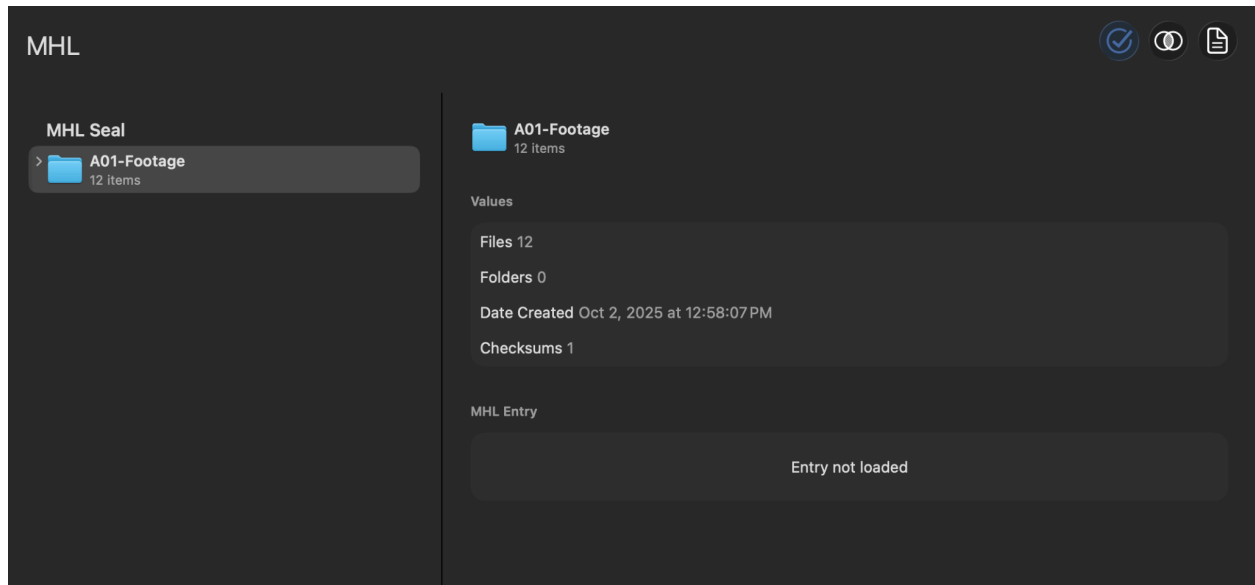 MHL
MHL Seal
A01-Footage
12 items
A01-Footage
12 items
Values
Files 12
Folders 0
Date Created Oct 2, 2025 at 12:58:07 PM
Checksums 1
MHL Entry
Entry not loaded